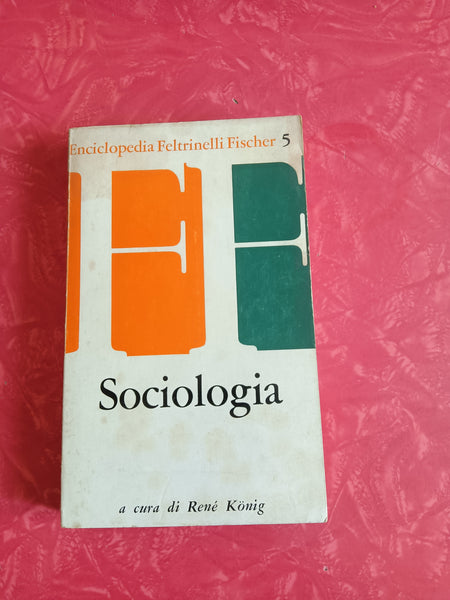 Enciclopedia Feltrinelli Fischer 5
Sociologia
a cura di René König